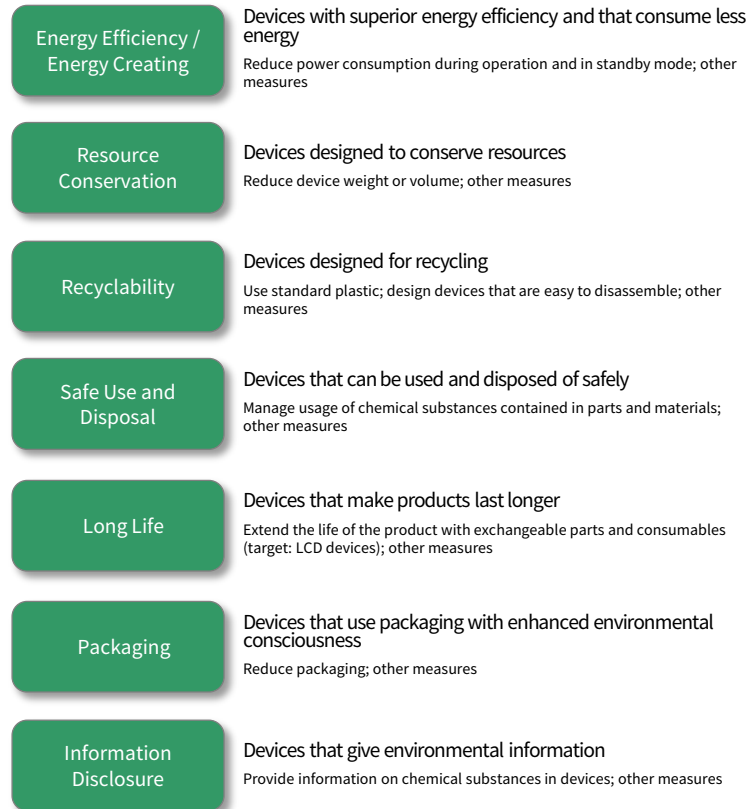 Energy Efficiency /
Energy Creating
Devices with superior energy efficiency and that consume less
energy
Reduce power consumption during operation and in standby mode; other
measures
Resource
Conservation
Devices designed to conserve resources
Reduce device weight or volume; other measures
Recyclability
Devices designed for recycling
Use standard plastic; design devices that are easy to disassemble; other
measures
Safe Use and
Disposal
Devices that can be used and disposed of safely
Manage usage of chemical substances contained in parts and materials;
other measures
Long Life
Devices that make products last longer
Extend the life of the product with exchangeable parts and consumables
(target: LCD devices); other measures
Packaging
Devices that use packaging with enhanced environmental
consciousness
Reduce packaging; other measures
Information
Disclosure
Devices that give environmental information
Provide information on chemical substances in devices; other measures